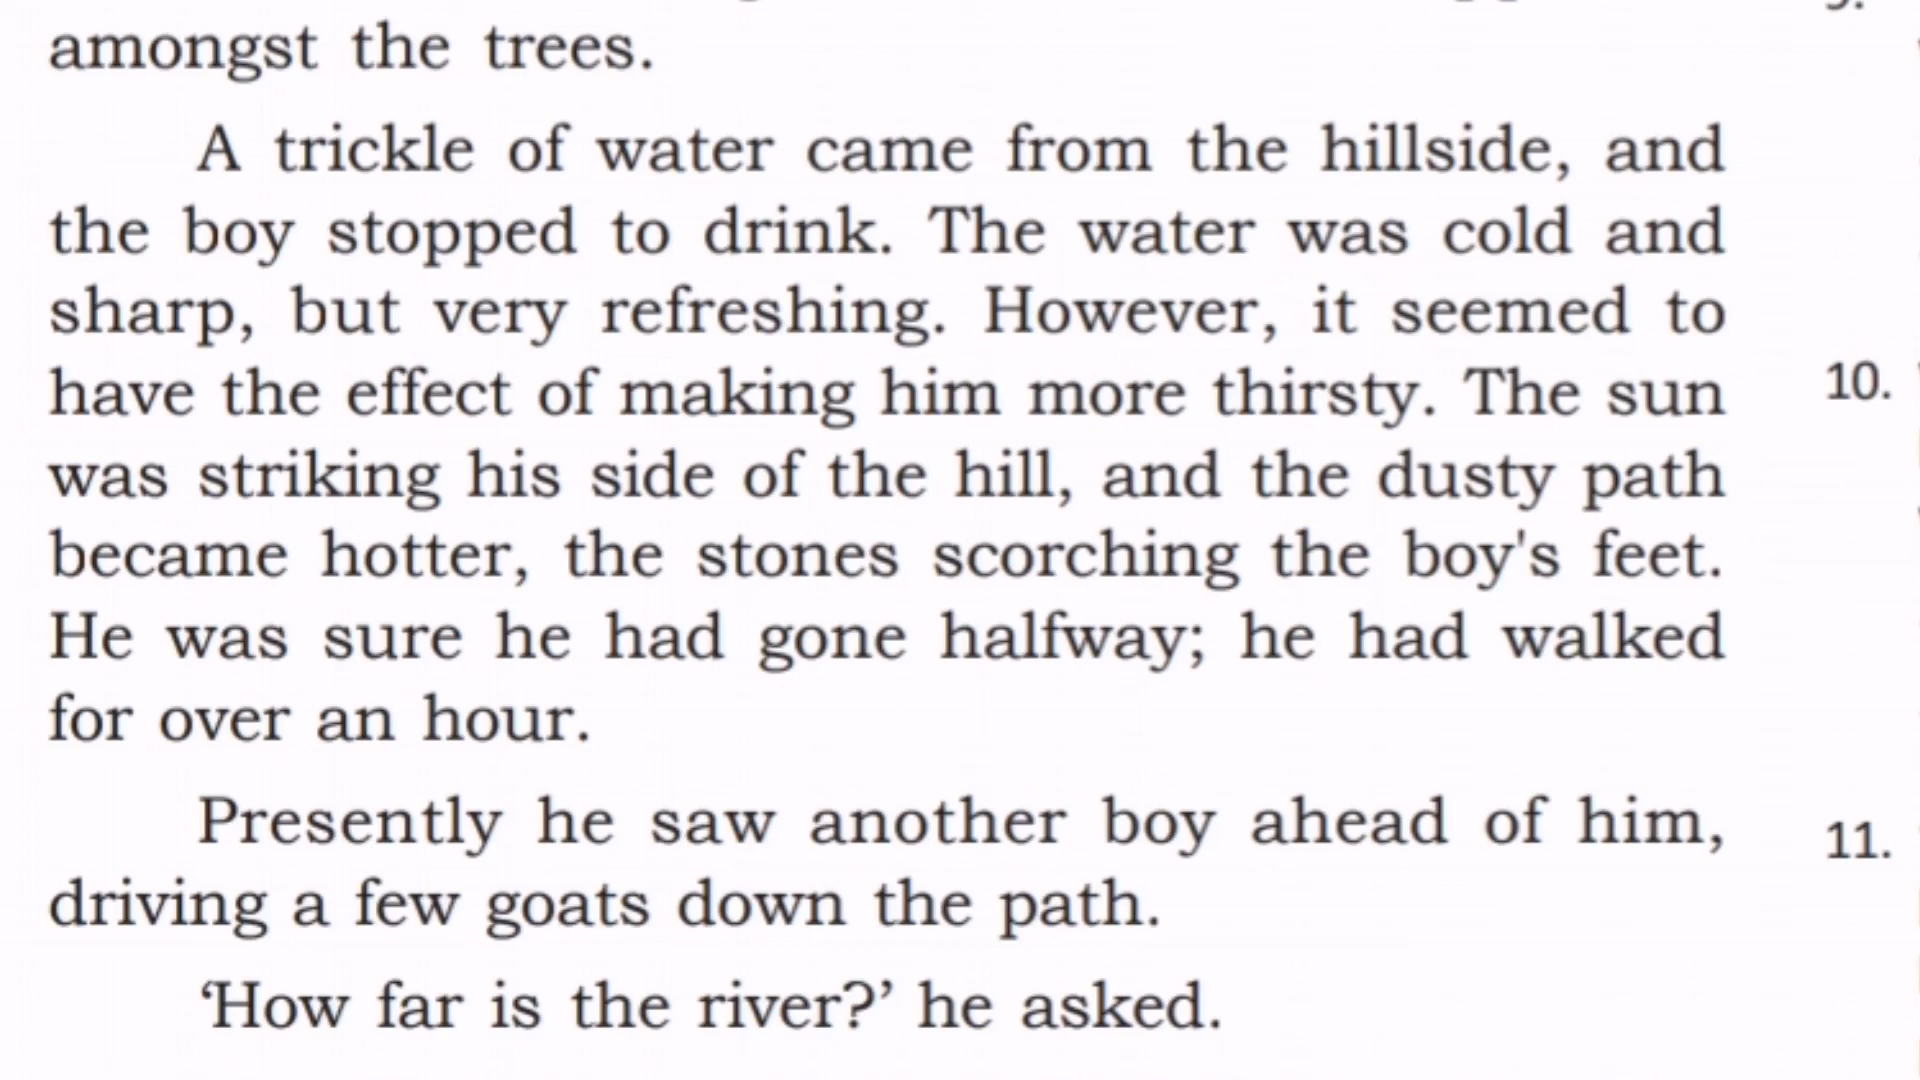 amongst the trees.
A trickle of water came from the hillside, and
the boy stopped to drink. The water was cold and
sharp, but very refreshing. However, it seemed to
have the effect of making him more thirsty. The sun
was striking his side of the hill, and the dusty path
became hotter, the stones scorching the boy's feet.
He was sure he had gone halfway; he had walked
for over an hour.
Presently he saw another boy ahead of him,
driving a few goats down the path.
‘How far is the river?’ he asked.
10.
11.